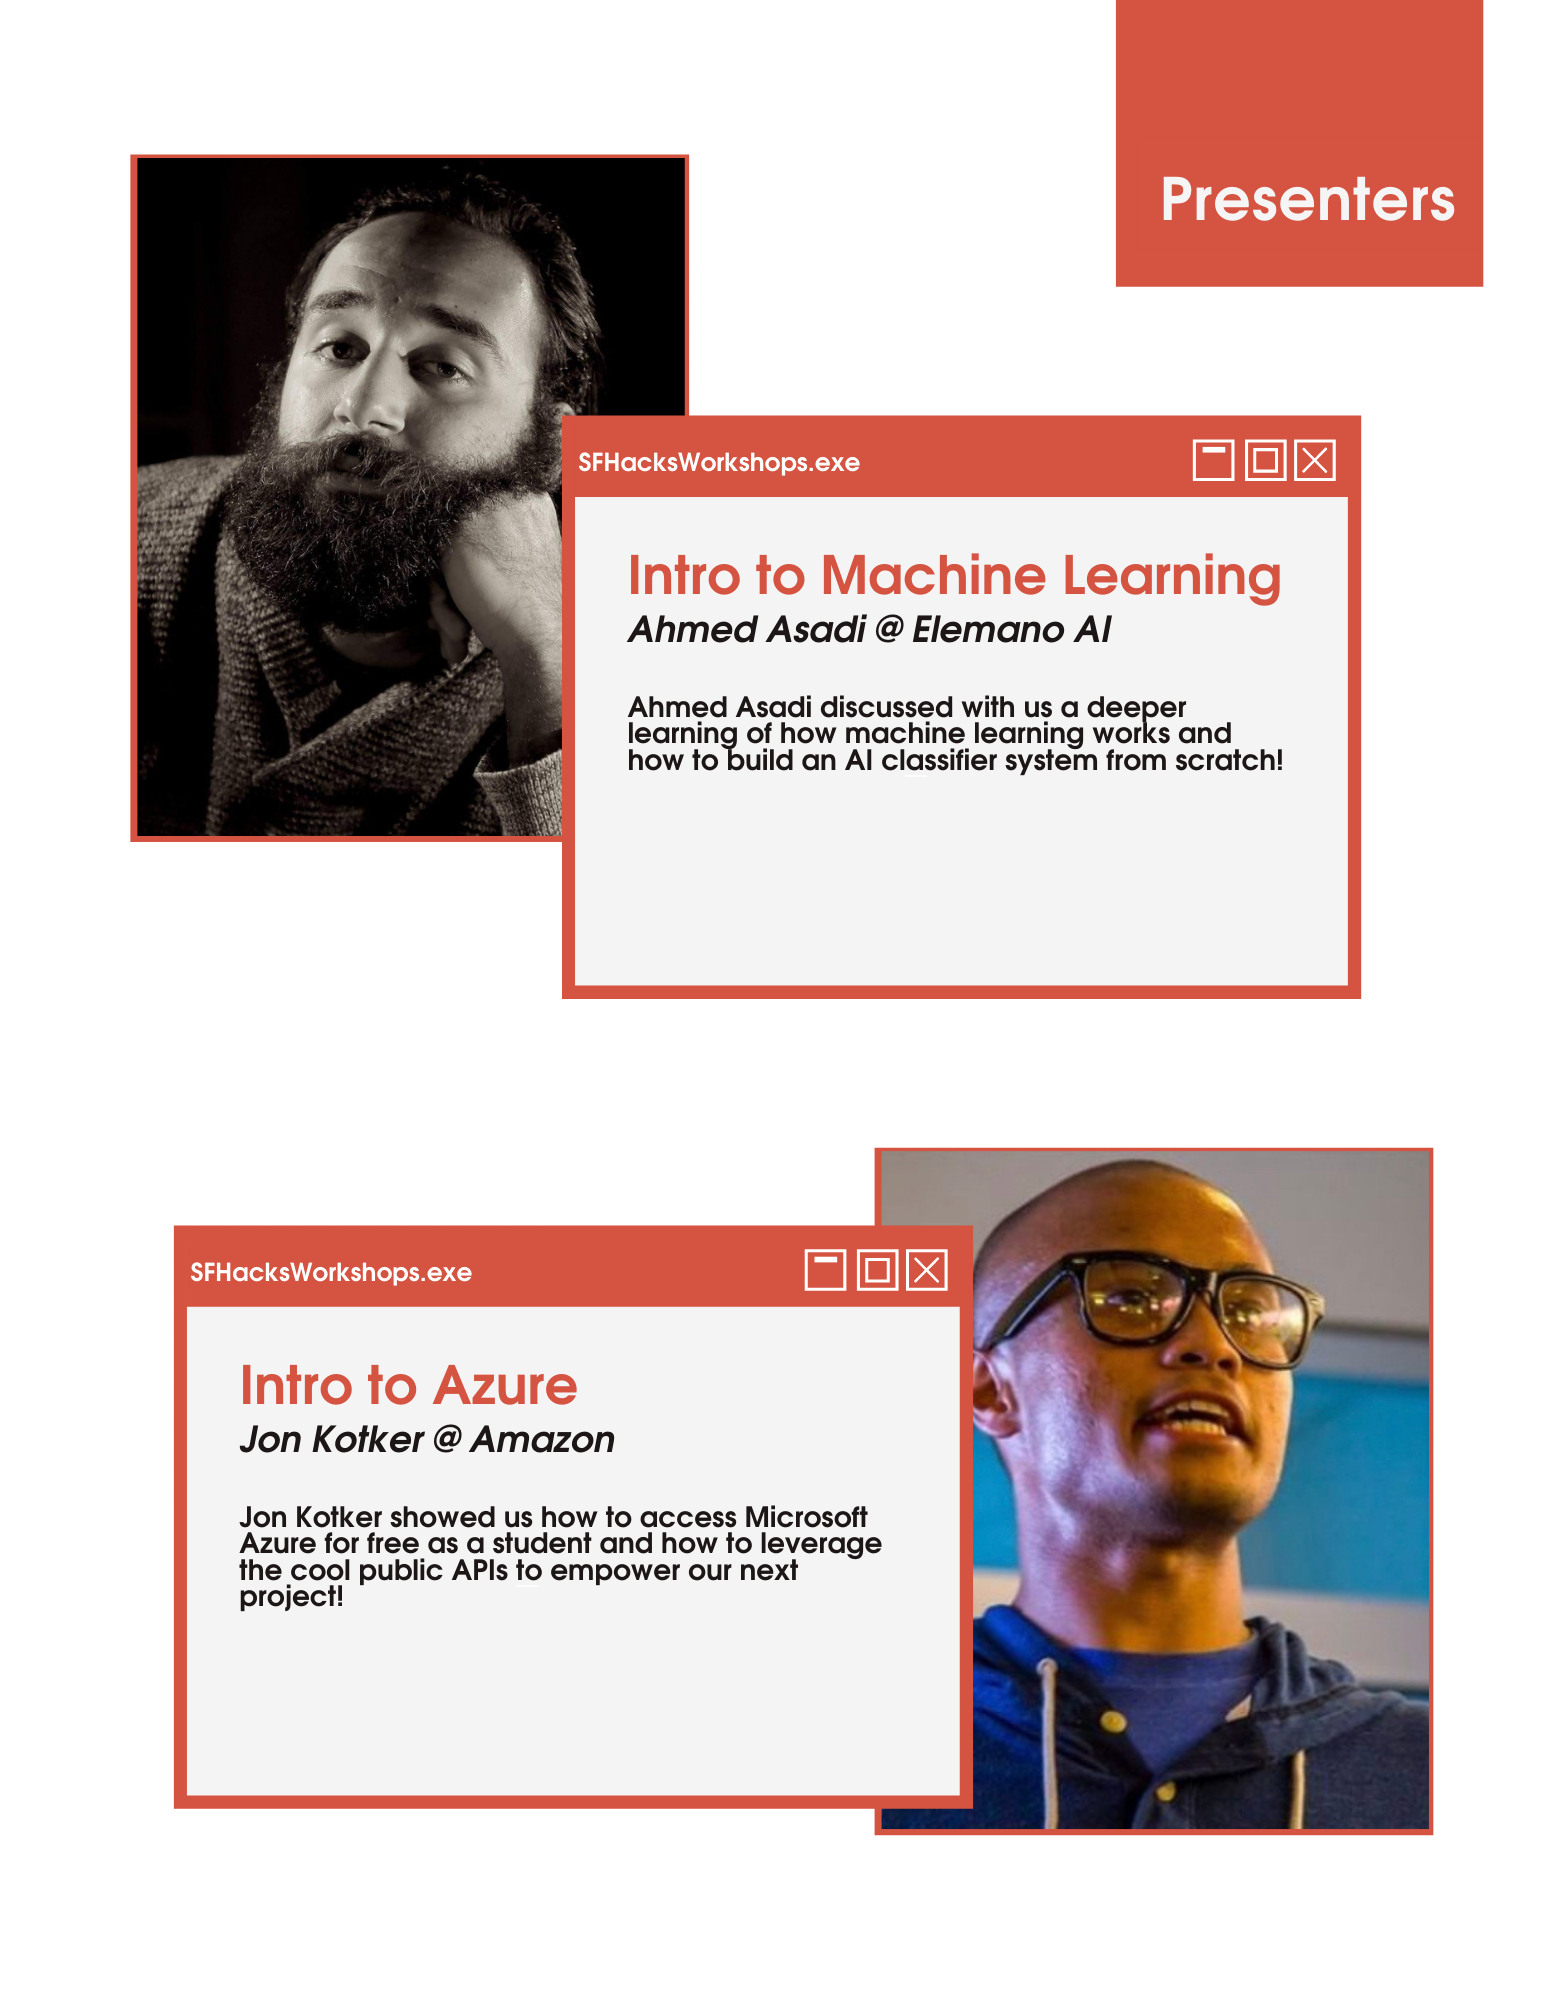 Presenters
SFHacksWorkshops.exe
Intro to Machine Learning
Ahmed Asadi @ Elemano AI
Ahmed Asadi discussed with us a deeper
learning of how machine learning works and
how to build an AI classifier system from scratch!
SFHacksWorkshops.exe
Intro to Azure
Jon Kotker @ Amazon
Jon Kotker showed us how to access Microsoft
Azure for free as a student and how to leverage
the cool public APIs to empower our next
project!